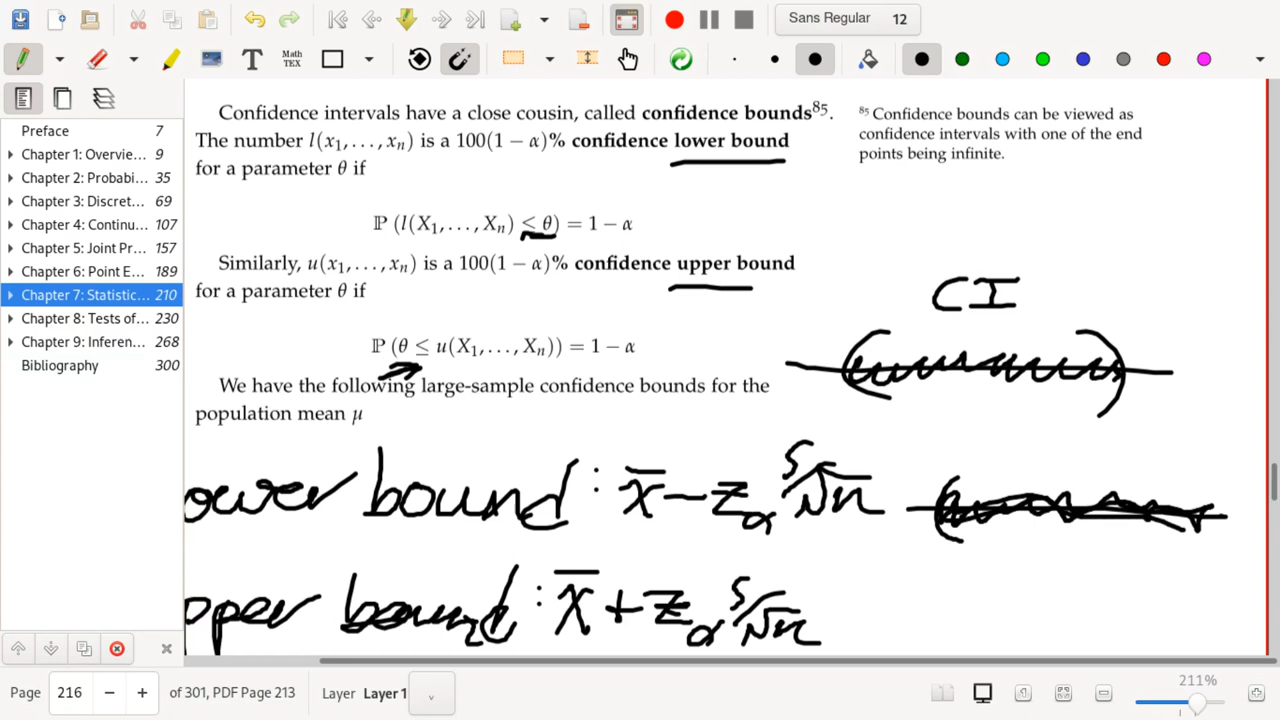 Sans Regular 12
Math
TEX
Preface 7
Chapter 1: Overvie... 9
Chapter 2: Probabi... 35
Chapter 3: Discret... 69
Chapter 4: Continu... 107
Chapter 5: Joint Pr... 157
Chapter 6: Point E... 189
Chapter 7: Statistic... 210
Chapter 8: Tests of... 230
Chapter 9: Inferen... 268
Bibliography 300
Confidence intervals have a close cousin, called confidence bounds⁸⁵.
The number l(x₁, . . . , xₙ) is a 100(1 − α)% confidence lower bound
for a parameter θ if
ℙ (l(X₁, . . . , Xₙ) ≤ θ) = 1 − α
Similarly, u(x₁, . . . , xₙ) is a 100(1 − α)% confidence upper bound
for a parameter θ if
ℙ (θ ≤ u(X₁, . . . , Xₙ)) = 1 − α
We have the following large-sample confidence bounds for the
population mean μ
⁸⁵ Confidence bounds can be viewed as
confidence intervals with one of the end
points being infinite.
CI
ower bound : x̄ − z_α s/√n
pper bound : x̄ + z_α s/√n
Page 216 of 301, PDF Page 213
Layer Layer 1
211%